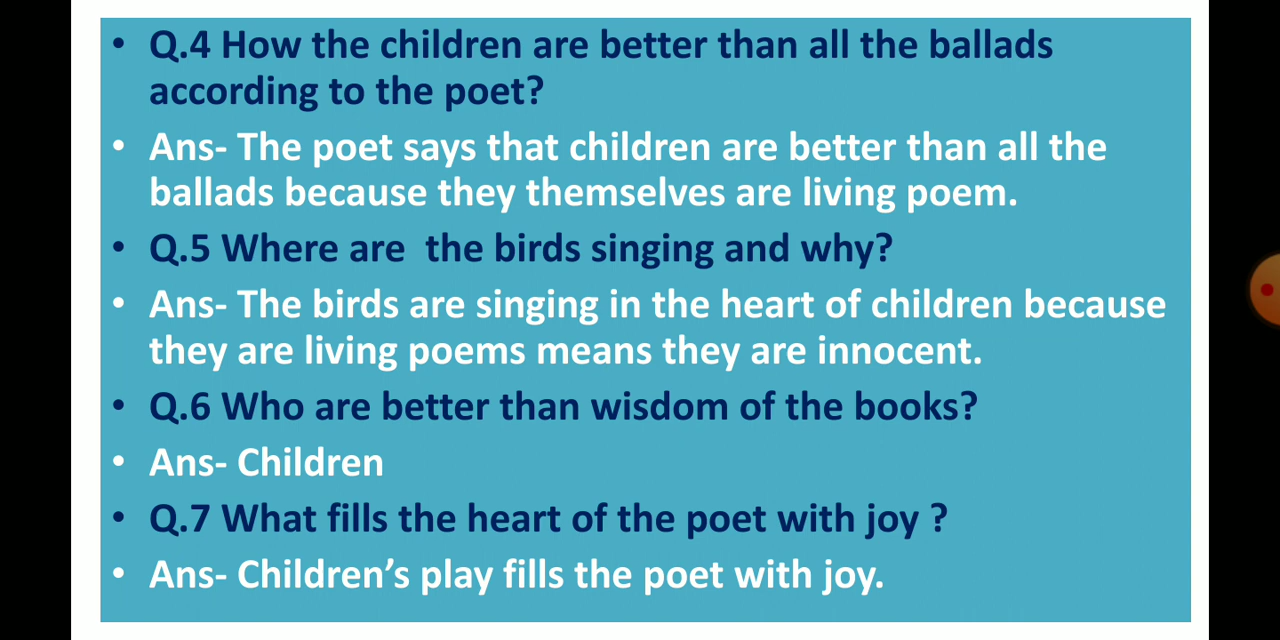 • Q.4 How the children are better than all the ballads
according to the poet?
• Ans- The poet says that children are better than all the
ballads because they themselves are living poem.
• Q.5 Where are  the birds singing and why?
• Ans- The birds are singing in the heart of children because
they are living poems means they are innocent.
• Q.6 Who are better than wisdom of the books?
• Ans- Children
• Q.7 What fills the heart of the poet with joy ?
• Ans- Children’s play fills the poet with joy.